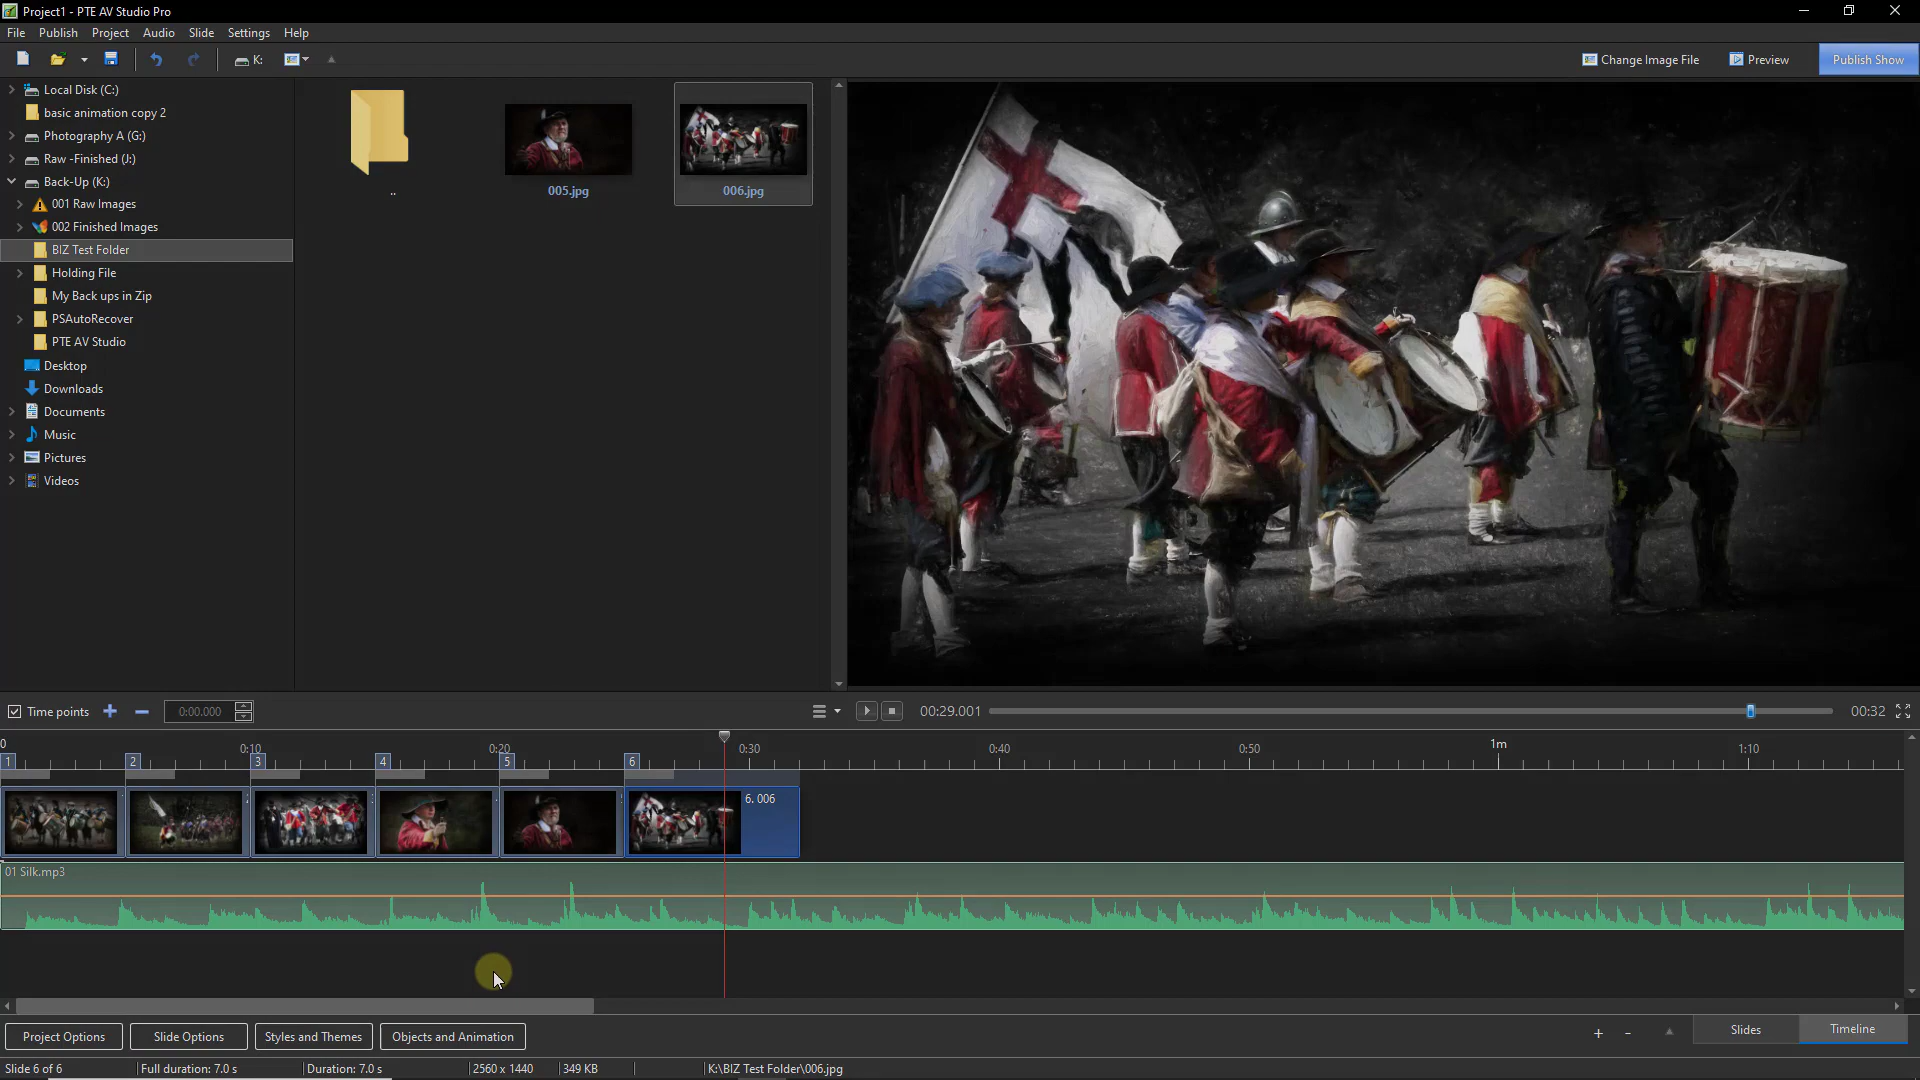 Project1 - PTE AV Studio Pro
File Publish Project Audio Slide Settings Help
K:
Change Image File Preview Publish Show
Local Disk (C:)
basic animation copy 2
Photography A (G:)
Raw -Finished (J:)
Back-Up (K:)
001 Raw Images
002 Finished Images
BIZ Test Folder
Holding File
My Back ups in Zip
PSAutoRecover
PTE AV Studio
Desktop
Downloads
Documents
Music
Pictures
Videos
..
005.jpg
006.jpg
Time points 0:00.000 00:29.001 00:32
0 0:10 0:20 0:30 0:40 0:50 1m 1:10
1 2 3 4 5 6
6. 006
01 Silk.mp3
Project Options Slide Options Styles and Themes Objects and Animation Slides Timeline
Slide 6 of 6 Full duration: 7.0 s Duration: 7.0 s 2560 x 1440 349 KB K:\BIZ Test Folder\006.jpg